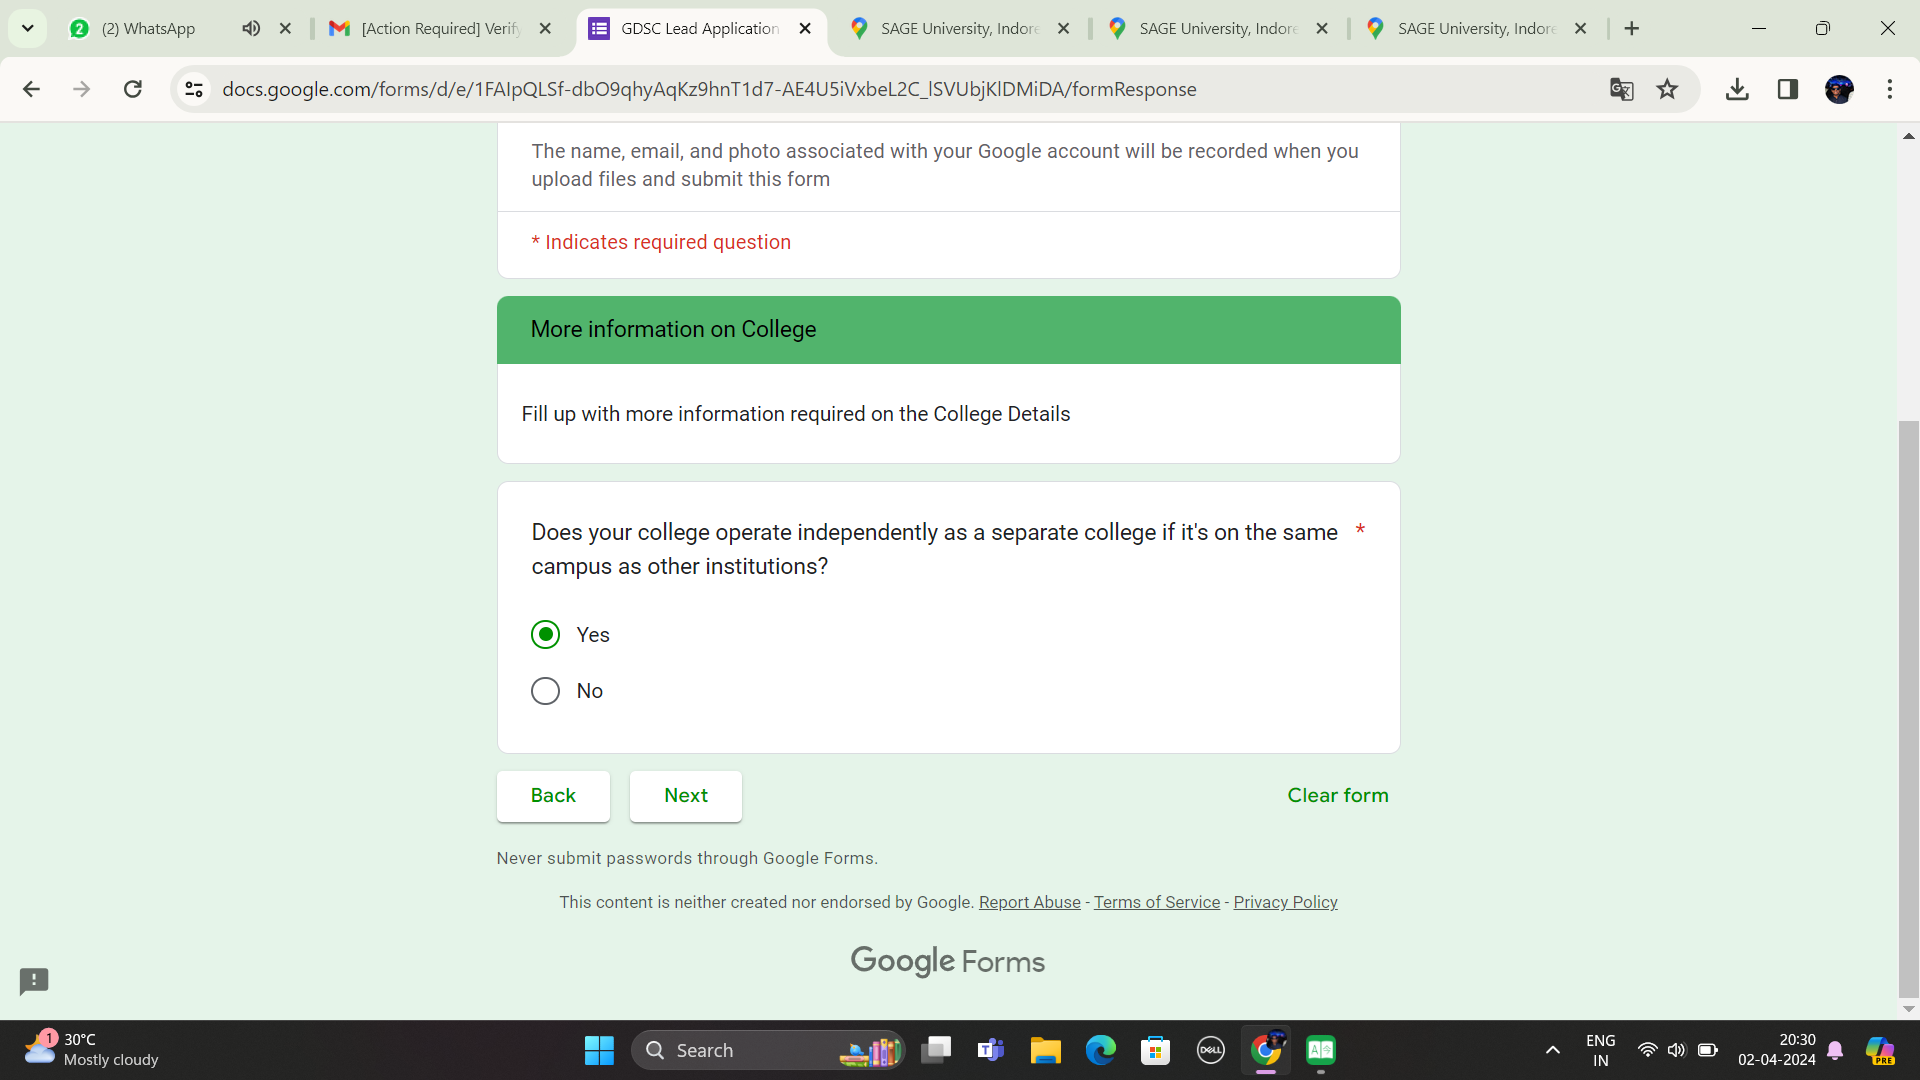 (2) WhatsApp
[Action Required] Verify
GDSC Lead Application
SAGE University, Indore
SAGE University, Indore
SAGE University, Indore
docs.google.com/forms/d/e/1FAIpQLSf-dbO9qhyAqKz9hnT1d7-AE4U5iVxbeL2C_lSVUbjKlDMiDA/formResponse
The name, email, and photo associated with your Google account will be recorded when you
upload files and submit this form
* Indicates required question
More information on College
Fill up with more information required on the College Details
Does your college operate independently as a separate college if it's on the same *
campus as other institutions?
Yes
No
Back
Next
Clear form
Never submit passwords through Google Forms.
This content is neither created nor endorsed by Google. Report Abuse - Terms of Service - Privacy Policy
Google Forms
1
30°C
Mostly cloudy
Search
DELL
ENG
IN
20:30
02-04-2024
PRE